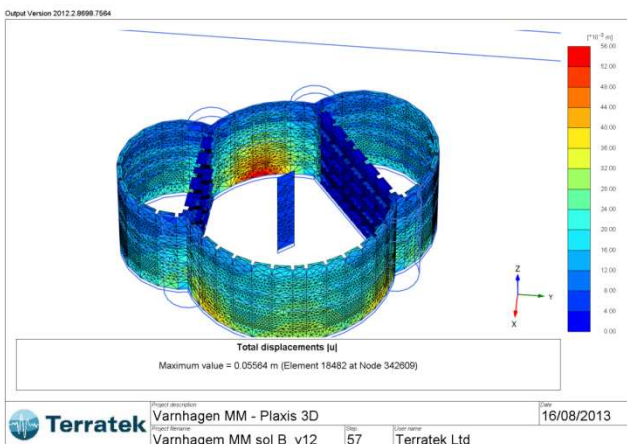 Output Version 2012.2.8698.7564
[*10⁻³ m]
56.00
52.00
48.00
44.00
40.00
36.00
32.00
28.00
24.00
20.00
16.00
12.00
8.00
4.00
0.00
Z
Y
X
Total displacements |u|
Maximum value = 0.05564 m (Element 18482 at Node 342609)
Terratek
Project description
Varnhagen MM - Plaxis 3D
Date
16/08/2013
Project filename
Varnhagem MM sol B_v12
Step
57
User name
Terratek Ltd